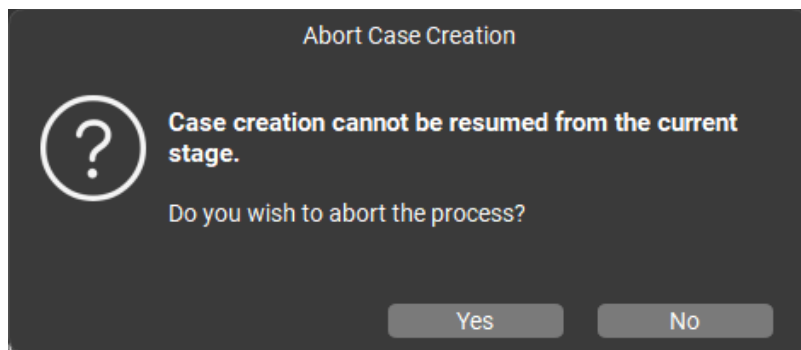 Abort Case Creation
Case creation cannot be resumed from the current
stage.
Do you wish to abort the process?
Yes
No